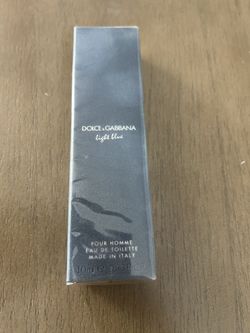 DOLCE & GABBANA
light blue
POUR HOMME
EAU DE TOILETTE
MADE IN ITALY